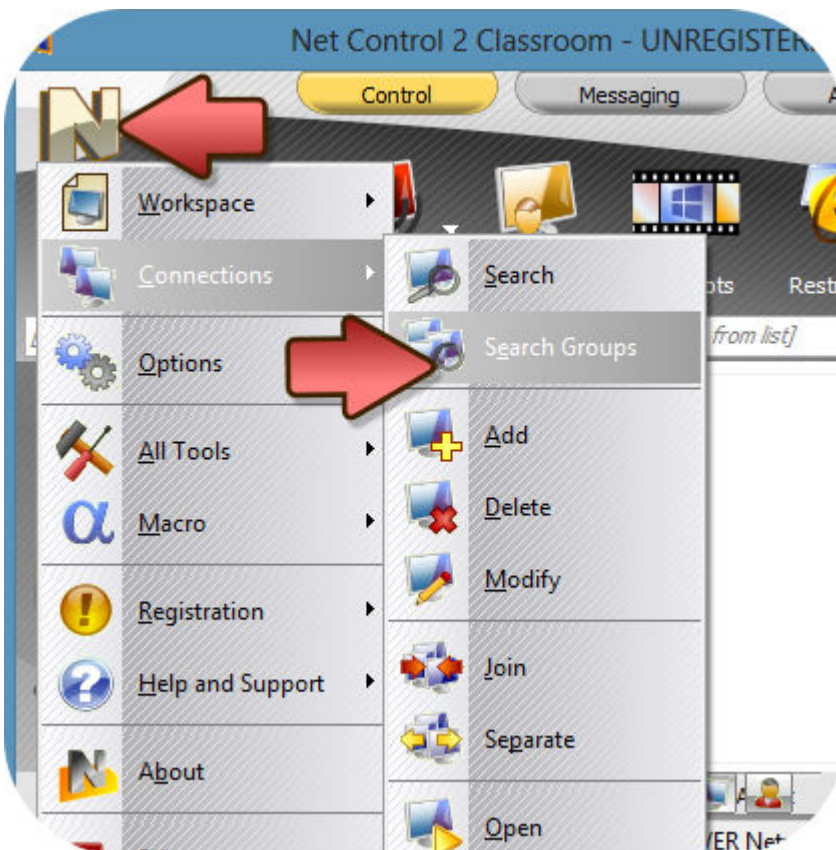 Net Control 2 Classroom - UNREGISTER
Control
Messaging
Workspace
Connections
Search
Search Groups
from list]
Options
All Tools
Add
Macro
Delete
Modify
Registration
Join
Help and Support
Separate
About
Open